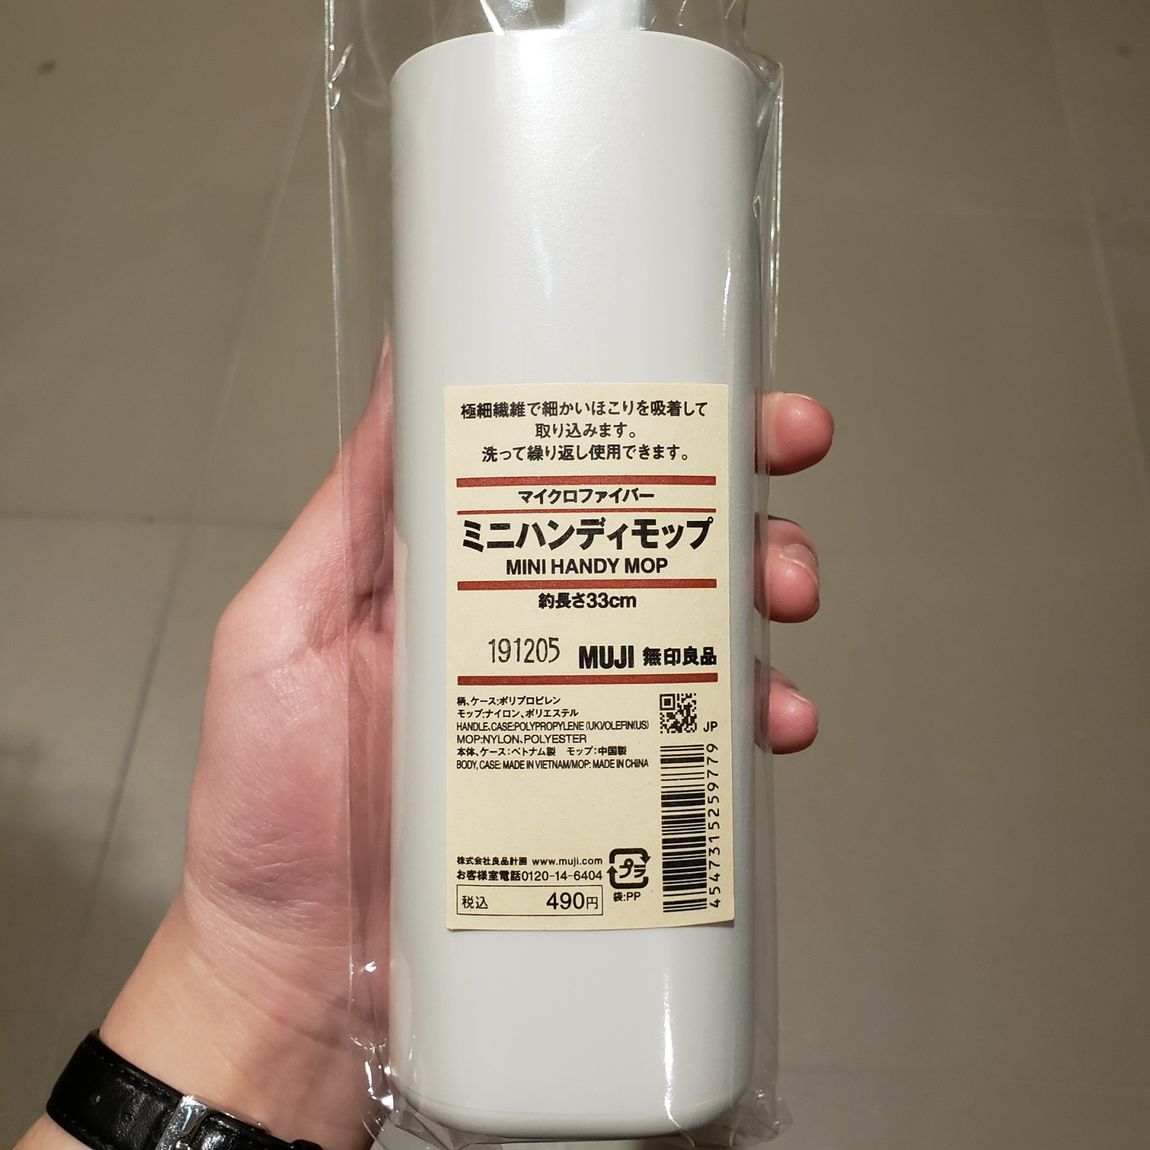 極細繊維で細かいほこりを吸着して
取り込みます。
洗って繰り返し使用できます。
マイクロファイバー
ミニハンディモップ
MINI HANDY MOP
約長さ33cm
191205 MUJI 無印良品
柄、ケース:ポリプロピレン
モップ:ナイロン、ポリエステル
HANDLE,CASE:POLYPROPYLENE (UK)/OLEFIN(US)
MOP:NYLON、POLYESTER
本体、ケース:ベトナム製 モップ:中国製
BODY, CASE: MADE IN VIETNAM/MOP: MADE IN CHINA
JP
4547315259779
株式会社良品計画 www.muji.com
お客様室電話0120-14-6404
プラ
袋:PP
税込 490円